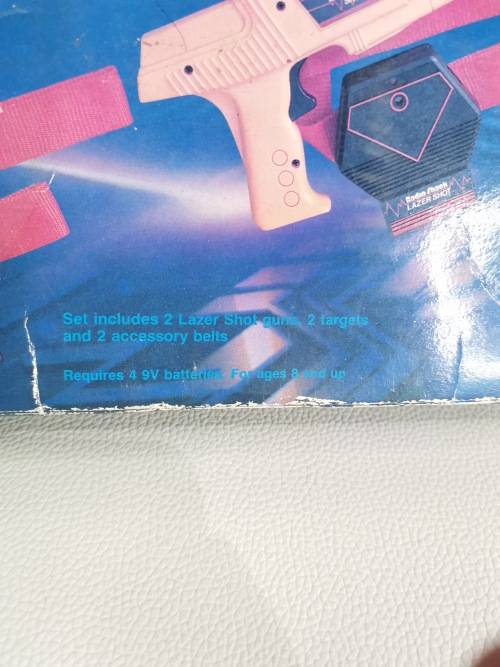 Radio Shack
LAZER SHOT
Set includes 2 Lazer Shot guns, 2 targets
and 2 accessory belts
Requires 4 9V batteries. For ages 8 and up